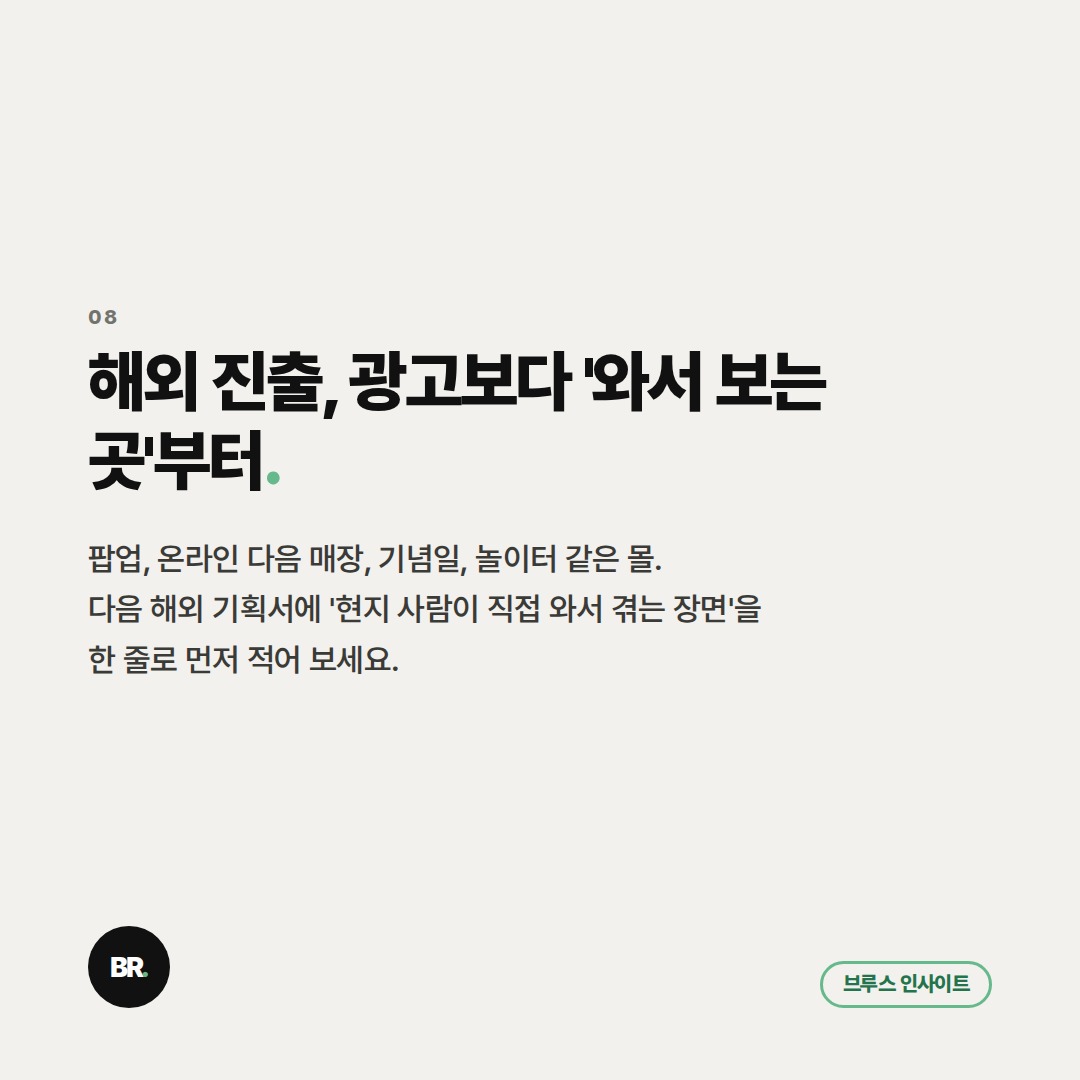 08
해외 진출, 광고보다 '와서 보는
곳'부터.
팝업, 온라인 다음 매장, 기념일, 놀이터 같은 몰.
다음 해외 기획서에 '현지 사람이 직접 와서 겪는 장면'을
한 줄로 먼저 적어 보세요.
BR.
브루스 인사이트